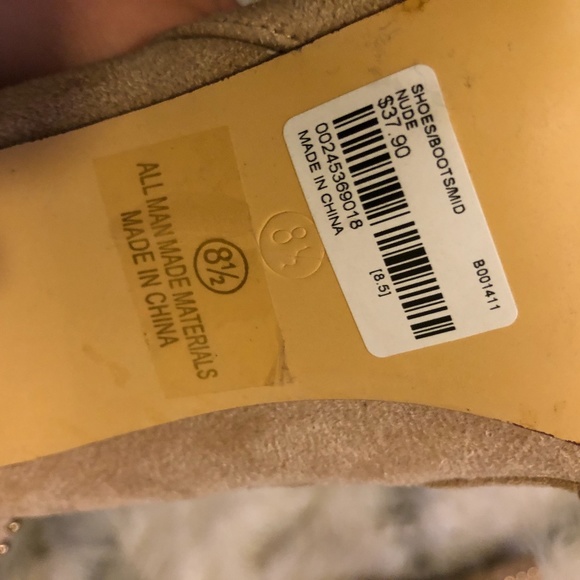 SHOES/BOOTS/MID
NUDE
$37.90
00245369018
MADE IN CHINA
[8.5]
B001411
8½
8½
ALL MAN MADE MATERIALS
MADE IN CHINA